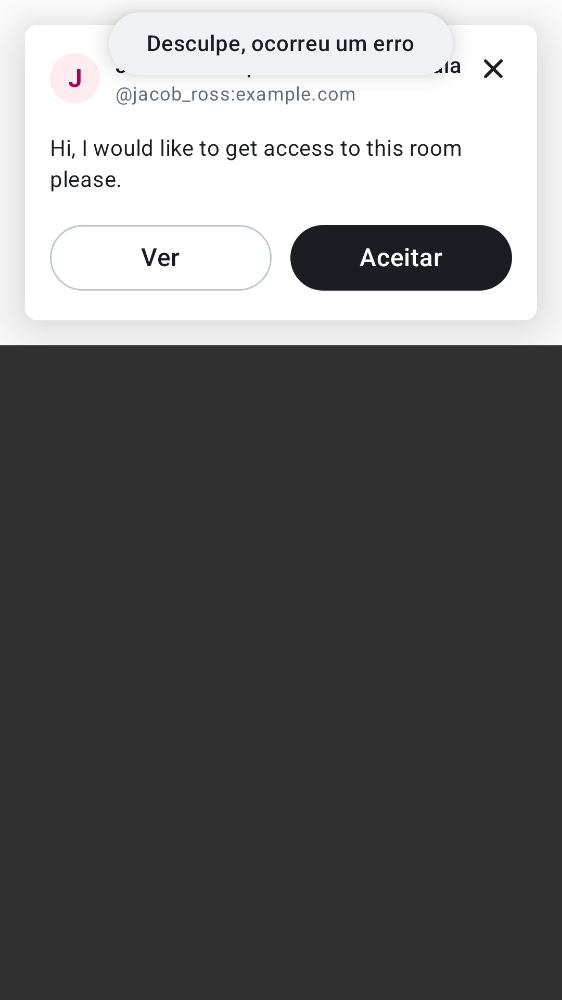 Desculpe, ocorreu um erro
J
@jacob_ross:example.com
Hi, I would like to get access to this room
please.
Ver
Aceitar